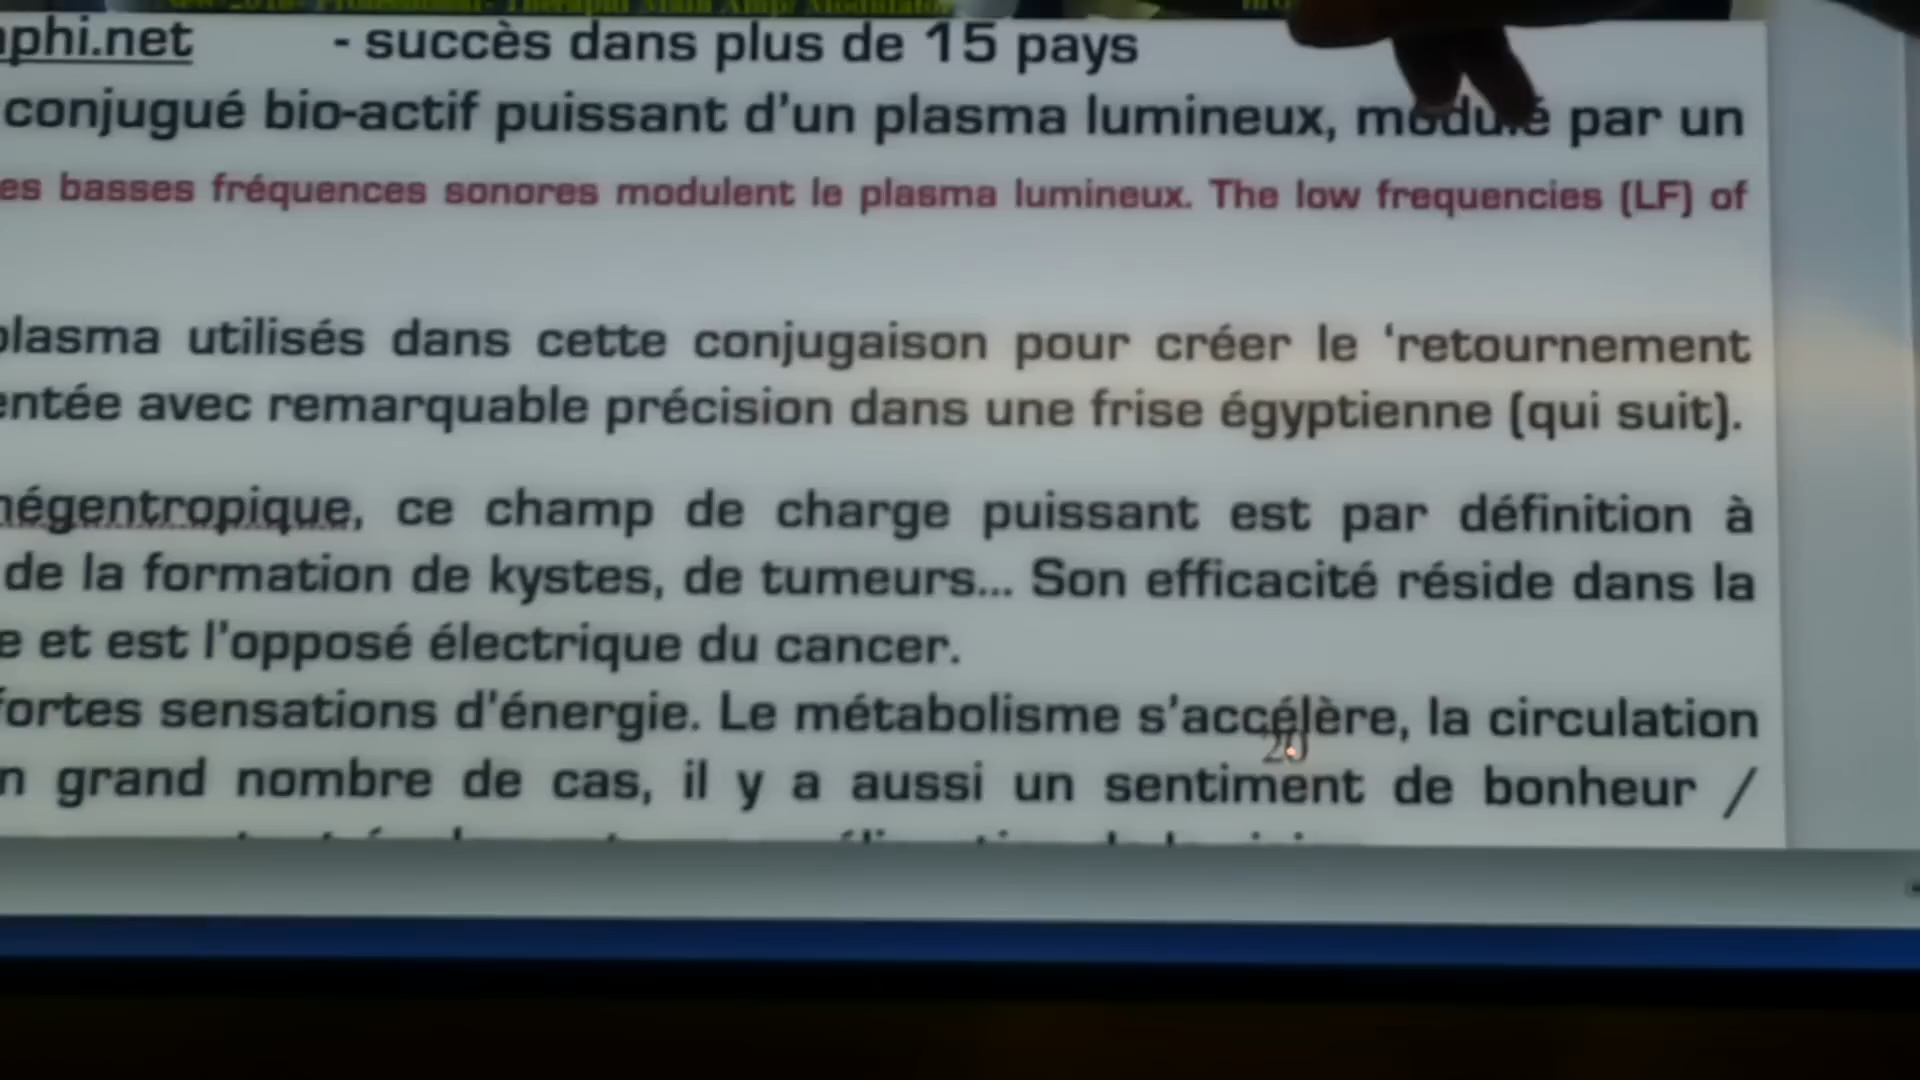 phi.net - succès dans plus de 15 pays
conjugué bio-actif puissant d'un plasma lumineux, modulé par un
es basses fréquences sonores modulent le plasma lumineux. The low frequencies (LF) of
plasma utilisés dans cette conjugaison pour créer le 'retournement
entée avec remarquable précision dans une frise égyptienne (qui suit).
négentropique, ce champ de charge puissant est par définition à
de la formation de kystes, de tumeurs... Son efficacité réside dans la
e et est l'opposé électrique du cancer.
fortes sensations d'énergie. Le métabolisme s'accélère, la circulation
20
n grand nombre de cas, il y a aussi un sentiment de bonheur /